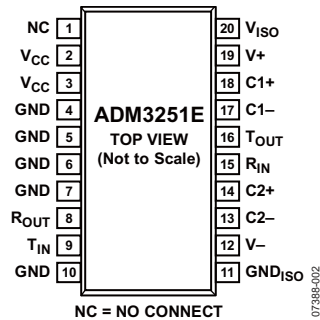 NC 1
VCC 2
VCC 3
GND 4
GND 5
GND 6
GND 7
ROUT 8
TIN 9
GND 10
ADM3251E
TOP VIEW
(Not to Scale)
20 VISO
19 V+
18 C1+
17 C1–
16 TOUT
15 RIN
14 C2+
13 C2–
12 V–
11 GNDISO
NC = NO CONNECT
07388-002